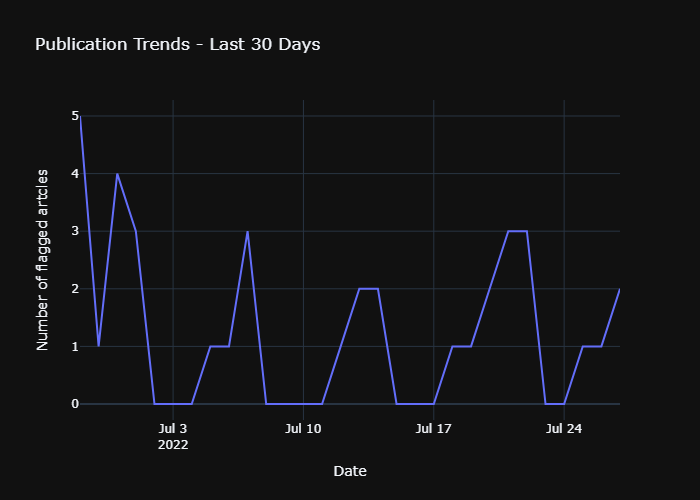 Publication Trends - Last 30 Days
Number of flagged artcles
5
4
3
2
1
0
Jul 3
2022
Jul 10
Jul 17
Jul 24
Date